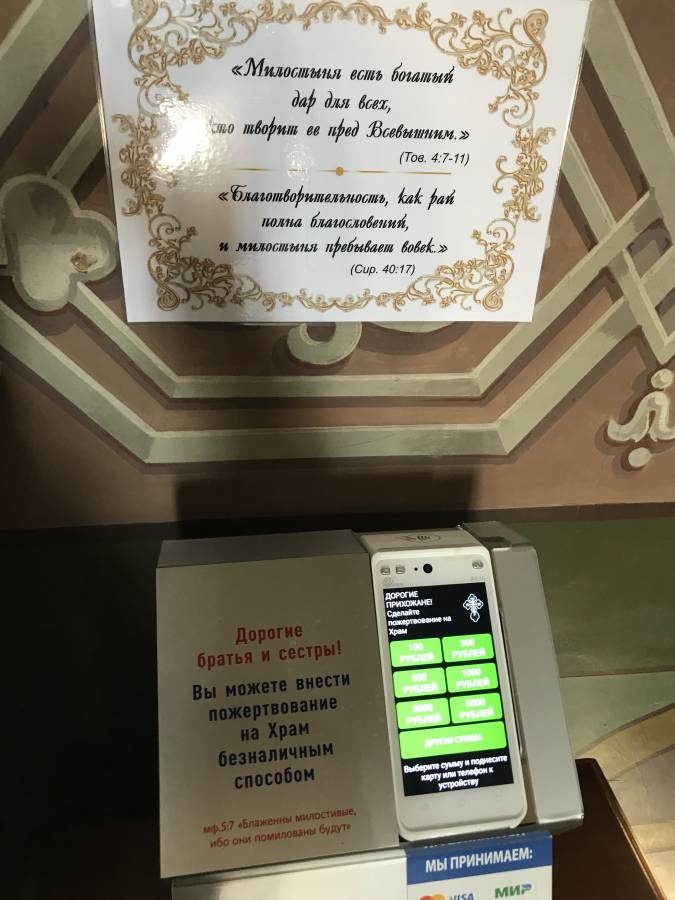 «Милостыня есть богатый
дар для всех,
кто творит ее пред Всевышним.»
(Тов. 4:7-11)
«Благотворительность, как рай
полна благословений,
и милостыня пребывает вовек.»
(Сир. 40:17)
Дорогие
братья и сестры!
Вы можете внести
пожертвование
на Храм
безналичным
способом
мф.5:7 «Блаженны милостивые,
ибо они помилованы будут»
ДОРОГИЕ
ПРИХОЖАНЕ!
Сделайте
пожертвование на
Храм
100
РУБЛЕЙ
300
РУБЛЕЙ
500
РУБЛЕЙ
1000
РУБЛЕЙ
3000
РУБЛЕЙ
5000
РУБЛЕЙ
ДРУГАЯ СУММА
Выберите сумму и поднесите
карту или телефон к
устройству
МЫ ПРИНИМАЕМ:
VISA
МИР